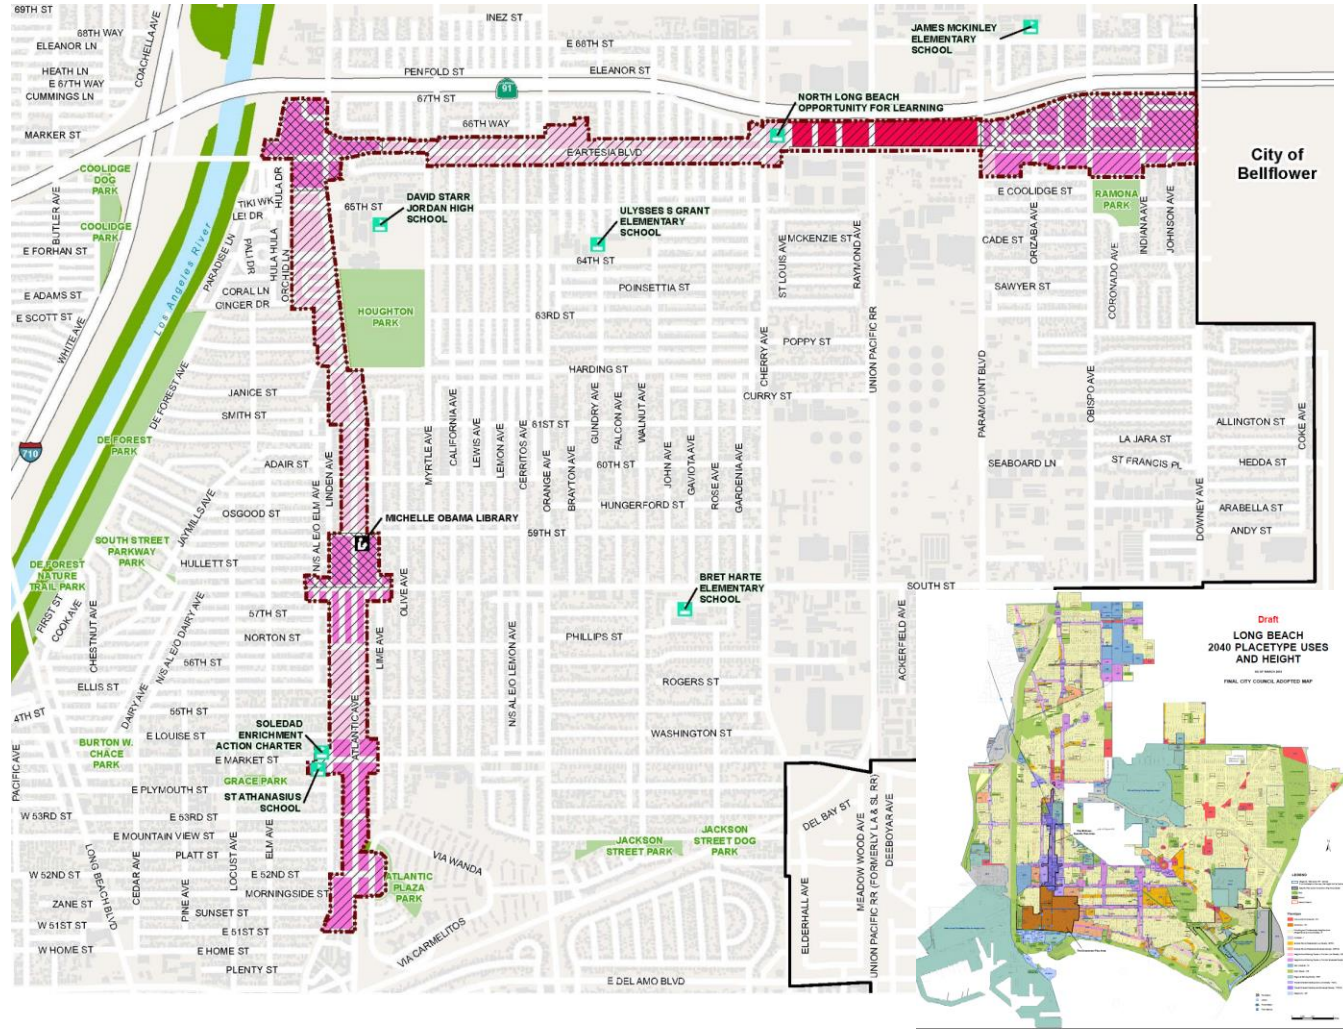 69TH ST
68TH WAY
ELEANOR LN
HEATH LN
E 67TH WAY
CUMMINGS LN
MARKER ST
COACHELLA AVE
COOLIDGE
DOG
PARK
COOLIDGE
PARK
BUTLER AVE
E FORHAN ST
E ADAMS ST
E SCOTT ST
WHITE AVE
Los Angeles River
710
INEZ ST
E 68TH ST
PENFOLD ST
ELEANOR ST
91
67TH ST
66TH WAY
E ARTESIA BLVD
JAMES MCKINLEY
ELEMENTARY
SCHOOL
NORTH LONG BEACH
OPPORTUNITY FOR LEARNING
City of
Bellflower
HULA DR
TIKI WK
LEI DR
PALI DR
HULA HULA
ORCHID LN
PARADISE LN
CORAL LN
GINGER DR
65TH ST
DAVID STARR
JORDAN HIGH
SCHOOL
ULYSSES S GRANT
ELEMENTARY
SCHOOL
64TH ST
POINSETTIA ST
63RD ST
HOUGHTON
PARK
HARDING ST
MCKENZIE ST
ST LOUIS AVE
RAYMOND AVE
POPPY ST
CHERRY AVE
CURRY ST
UNION PACIFIC RR
PARAMOUNT BLVD
E COOLIDGE ST
RAMONA
PARK
CADE ST
ORIZABA AVE
SAWYER ST
CORONADO AVE
INDIANA AVE
JOHNSON AVE
OBISPO AVE
LA JARA ST
ST FRANCIS PL
SEABOARD LN
ALLINGTON ST
COKE AVE
HEDDA ST
ARABELLA ST
ANDY ST
DOWNEY AVE
DE FOREST AVE
JANICE ST
SMITH ST
DE FOREST
PARK
ADAIR ST
OSGOOD ST
JAYMILLS AVE
SOUTH STREET
PARKWAY
PARK
HULLETT ST
DE FOREST
NATURE
TRAIL PARK
N/S AL E/O ELM AVE
LINDEN AVE
MYRTLE AVE
CALIFORNIA AVE
LEWIS AVE
LEMON AVE
CERRITOS AVE
ORANGE AVE
BRAYTON AVE
GUNDRY AVE
FALCON AVE
WALNUT AVE
JOHN AVE
GAVIOTA AVE
ROSE AVE
GARDENIA AVE
61ST ST
60TH ST
HUNGERFORD ST
59TH ST
MICHELLE OBAMA LIBRARY
BRET HARTE
ELEMENTARY
SCHOOL
SOUTH ST
ACKERFIELD AVE
FIRST ST
COOK AVE
CHESTNUT AVE
N/S AL E/O DAIRY AVE
DAIRY AVE
57TH ST
NORTON ST
56TH ST
ELLIS ST
55TH ST
4TH ST
E LOUISE ST
OLIVE AVE
LIME AVE
ATLANTIC AVE
N/S AL E/O LEMON AVE
PHILLIPS ST
ROGERS ST
WASHINGTON ST
SOLEDAD
ENRICHMENT
ACTION CHARTER
E MARKET ST
GRACE PARK
ST ATHANASIUS
SCHOOL
BURTON W.
CHACE
PARK
PACIFIC AVE
E PLYMOUTH ST
W 53RD ST
E 53RD ST
E MOUNTAIN VIEW ST
PLATT ST
W 52ND ST
E 52ND ST
MORNINGSIDE ST
ZANE ST
SUNSET ST
W 51ST ST
E 51ST ST
W HOME ST
E HOME ST
PLENTY ST
LONG BEACH BLVD
CEDAR AVE
PINE AVE
LOCUST AVE
ELM AVE
VIA WANDA
ATLANTIC
PLAZA
PARK
VIA CARMELITOS
JACKSON
STREET PARK
JACKSON
STREET DOG
PARK
E DEL AMO BLVD
DEL BAY ST
ELDERHALL AVE
MEADOW WOOD AVE
UNION PACIFIC RR (FORMERLY L A & SL RR)
DEEBOYAR AVE
Draft
LONG BEACH
2040 PLACETYPE USES
AND HEIGHT
FINAL CITY COUNCIL ADOPTED MAP
LEGEND